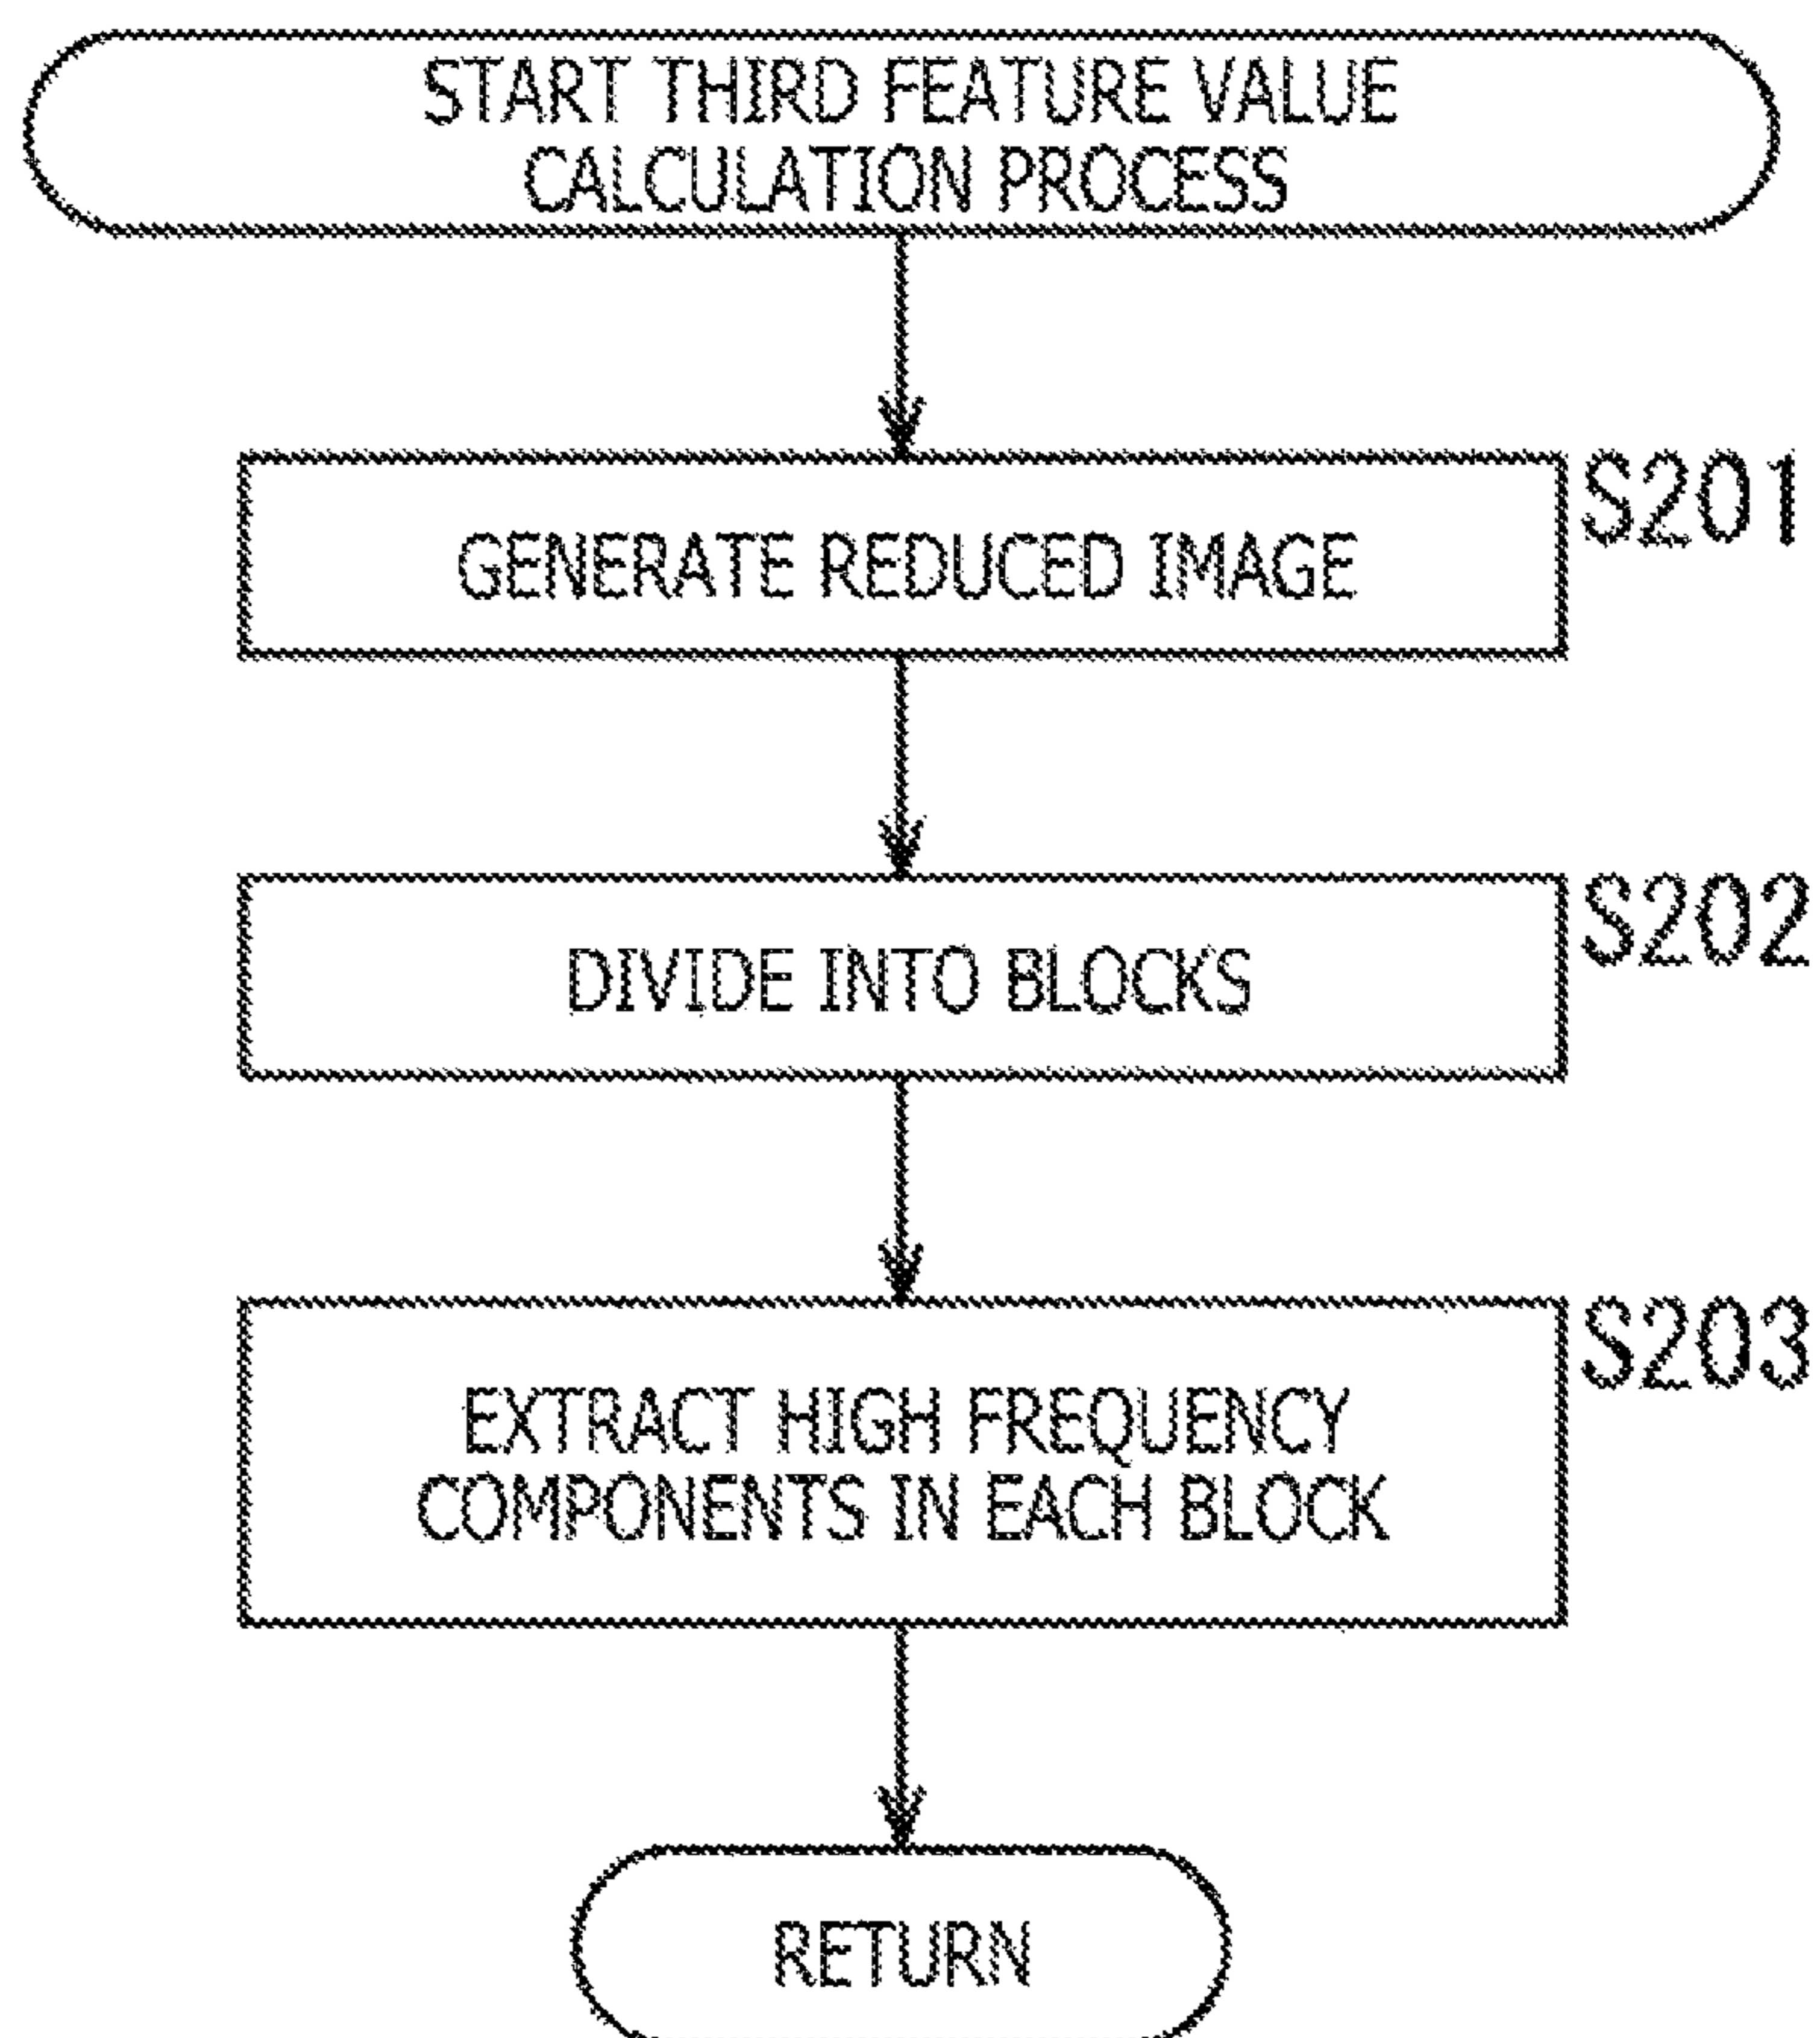 START THIRD FEATURE VALUE
CALCULATION PROCESS
S201
GENERATE REDUCED IMAGE
S202
DIVIDE INTO BLOCKS
S203
EXTRACT HIGH FREQUENCY
COMPONENTS IN EACH BLOCK
RETURN